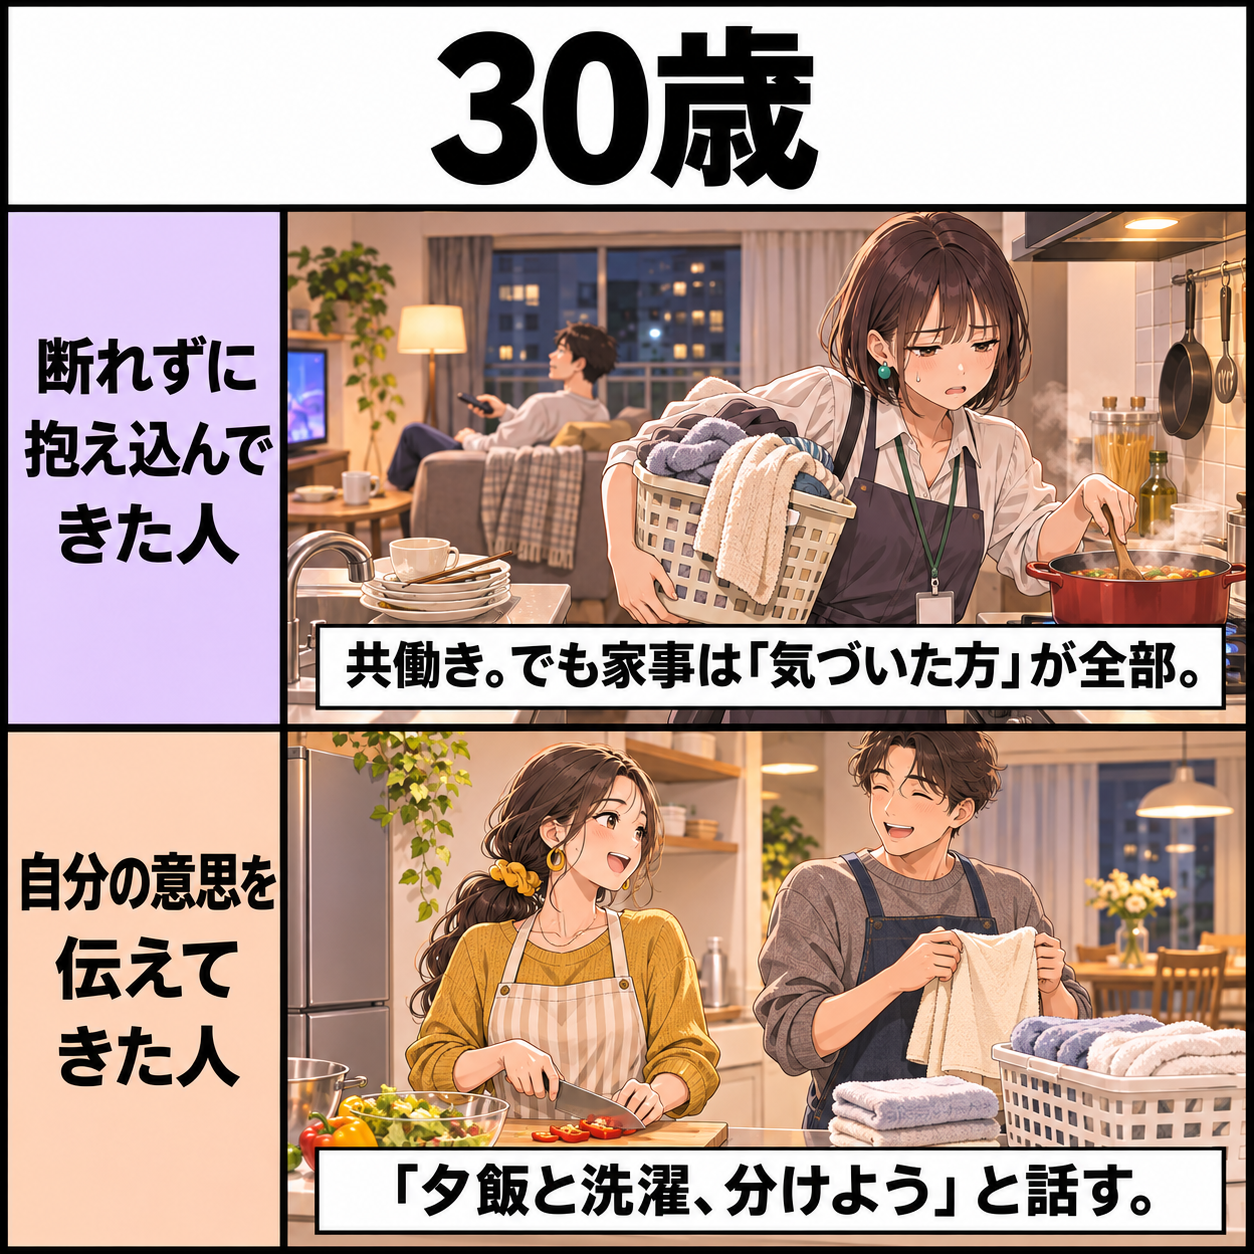 30歳
断れずに
抱え込んで
きた人
共働き。でも家事は「気づいた方」が全部。
自分の意思を
伝えて
きた人
「夕飯と洗濯、分けよう」と話す。